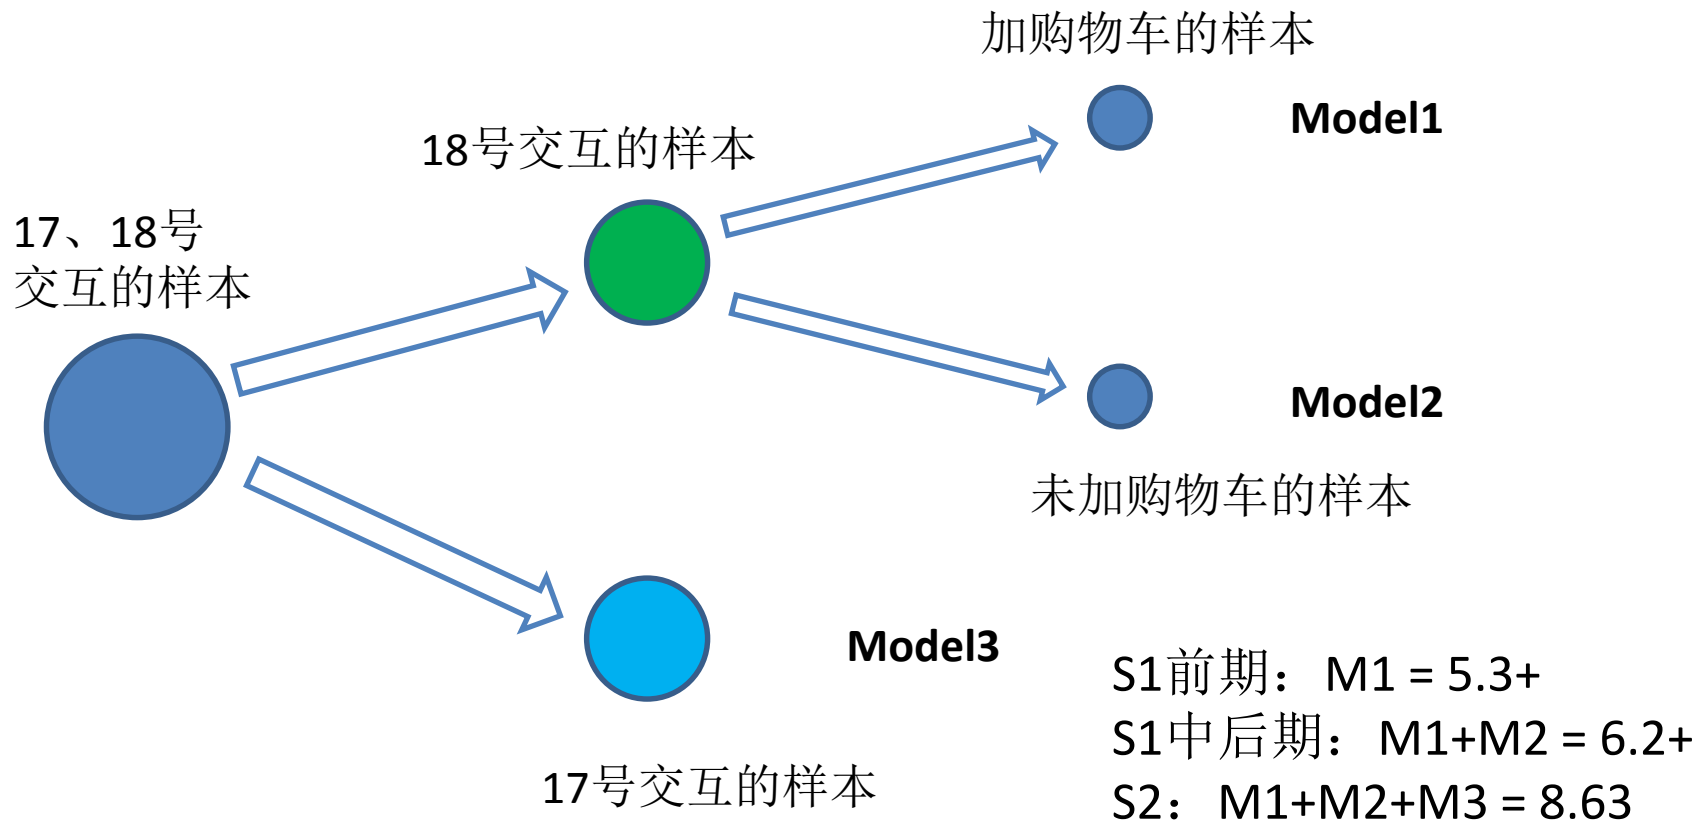 加购物车的样本
Model1
18号交互的样本
17、18号
交互的样本
Model2
未加购物车的样本
Model3
17号交互的样本
S1前期：M1 = 5.3+
S1中后期：M1+M2 = 6.2+
S2：M1+M2+M3 = 8.63